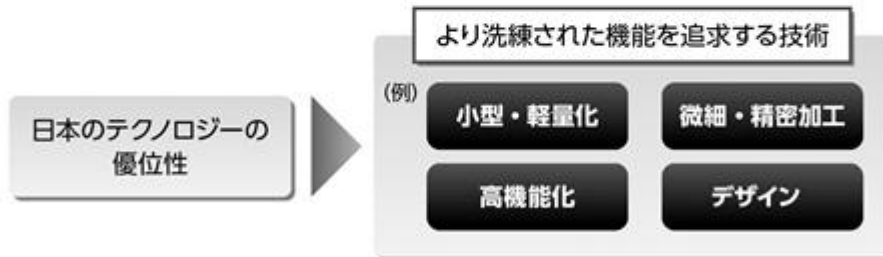 日本のテクノロジーの
優位性
より洗練された機能を追求する技術
(例)
小型・軽量化
微細・精密加工
高機能化
デザイン